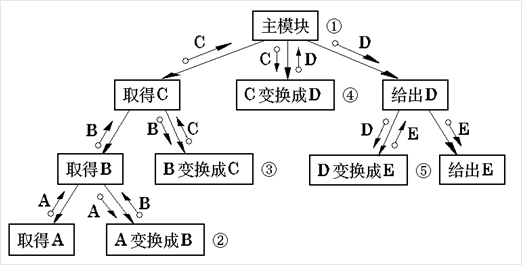 主模块 ①
C C D D
取得C C变换成D ④ 给出D
B B C D E E
取得B B变换成C ③ D变换成E ⑤ 给出E
A A B
取得A A变换成B ②